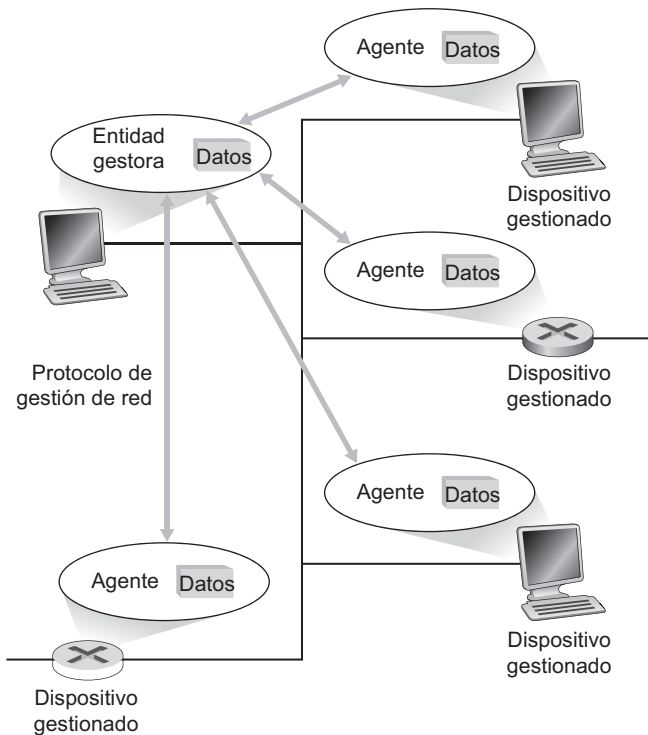 Agente Datos
Entidad
gestora Datos
Dispositivo
gestionado
Agente Datos
Dispositivo
gestionado
Protocolo de
gestión de red
Agente Datos
Agente Datos
Dispositivo
gestionado
Dispositivo
gestionado